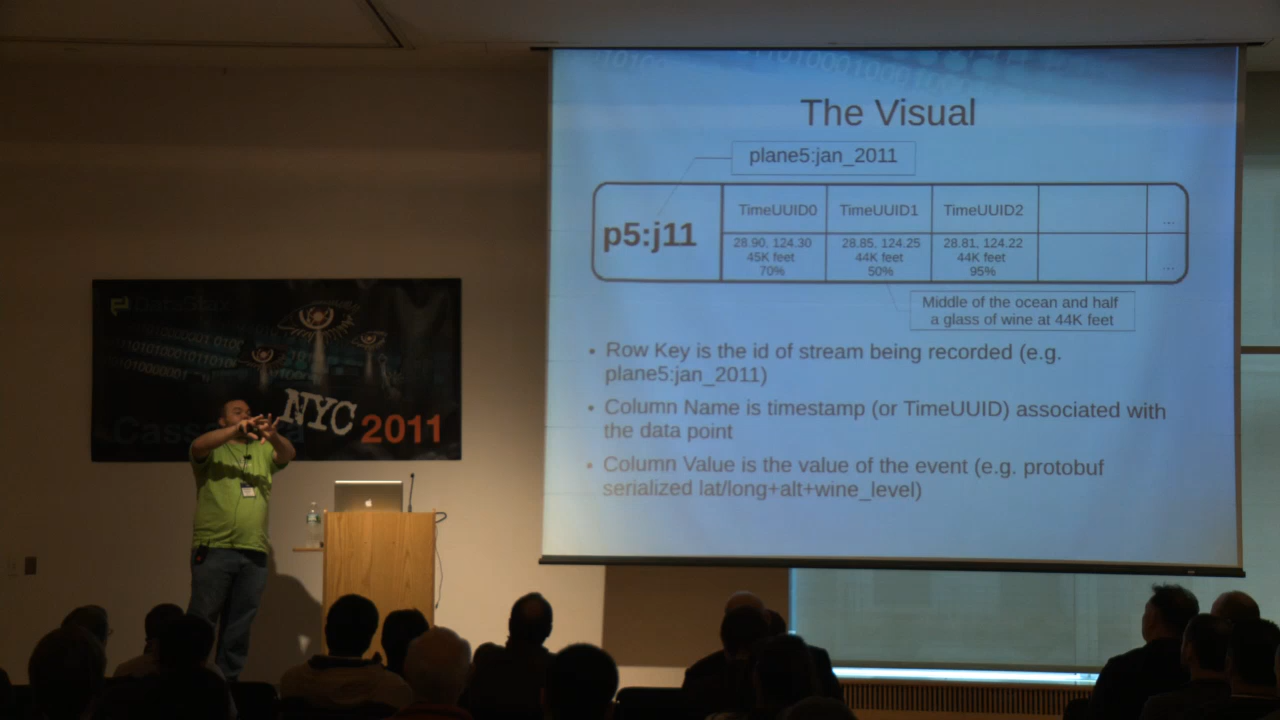 The Visual
plane5:jan_2011
p5:j11
TimeUUID0
TimeUUID1
TimeUUID2
...
28.90, 124.30
45K feet
70%
28.85, 124.25
44K feet
50%
28.81, 124.22
44K feet
95%
...
Middle of the ocean and half
a glass of wine at 44K feet
• Row Key is the id of stream being recorded (e.g.
plane5:jan_2011)
• Column Name is timestamp (or TimeUUID) associated with
the data point
• Column Value is the value of the event (e.g. protobuf
serialized lat/long+alt+wine_level)
DataStax
NYC
2011